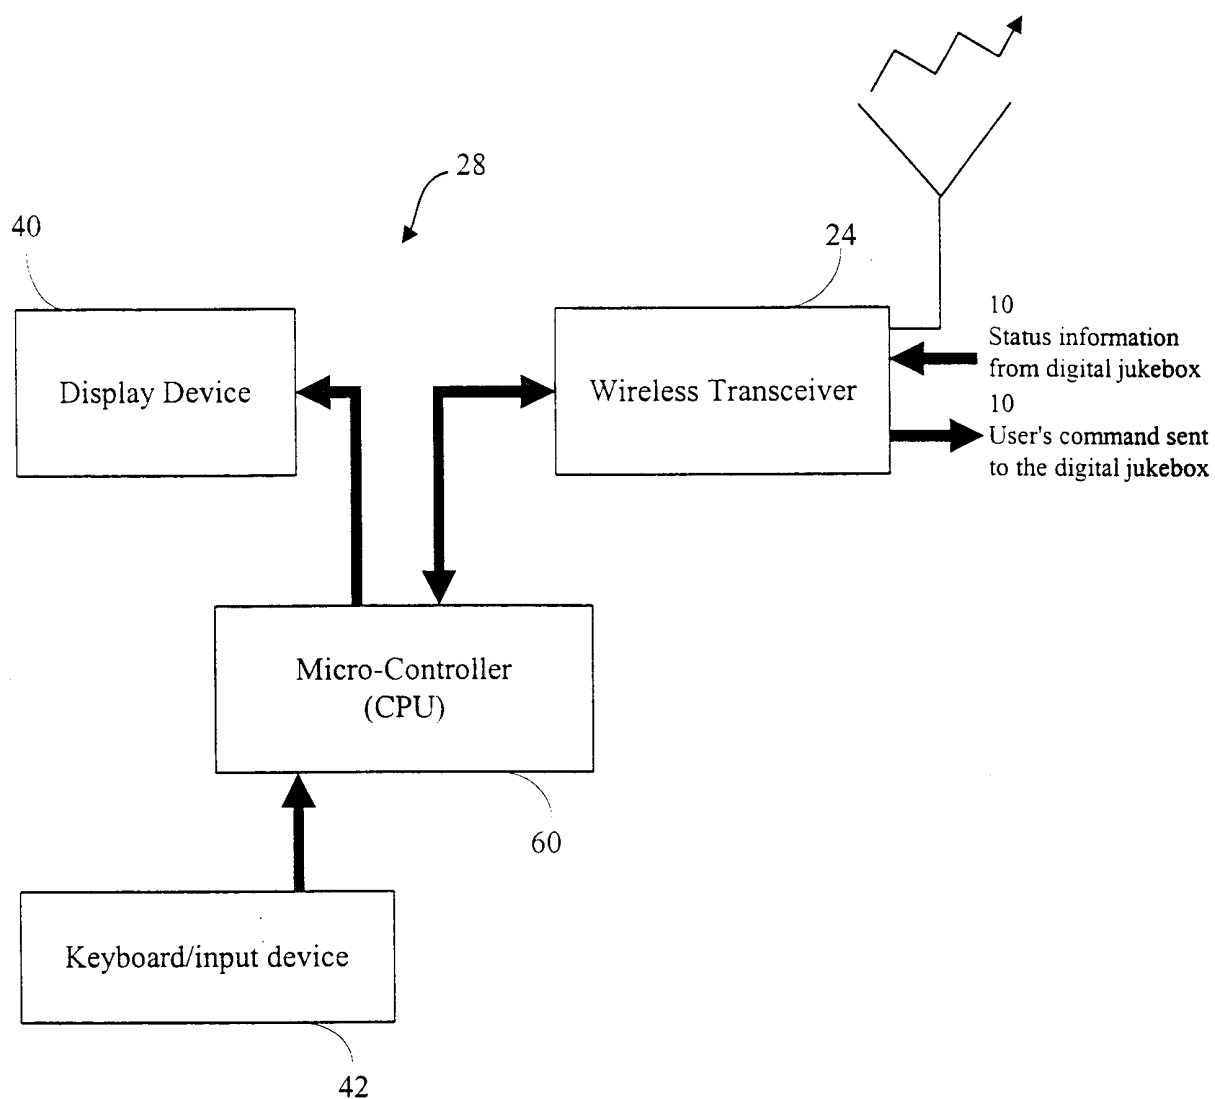 28
40
24
10
Status information
from digital jukebox
Display Device
Wireless Transceiver
10
User's command sent
to the digital jukebox
Micro-Controller
(CPU)
60
Keyboard/input device
42